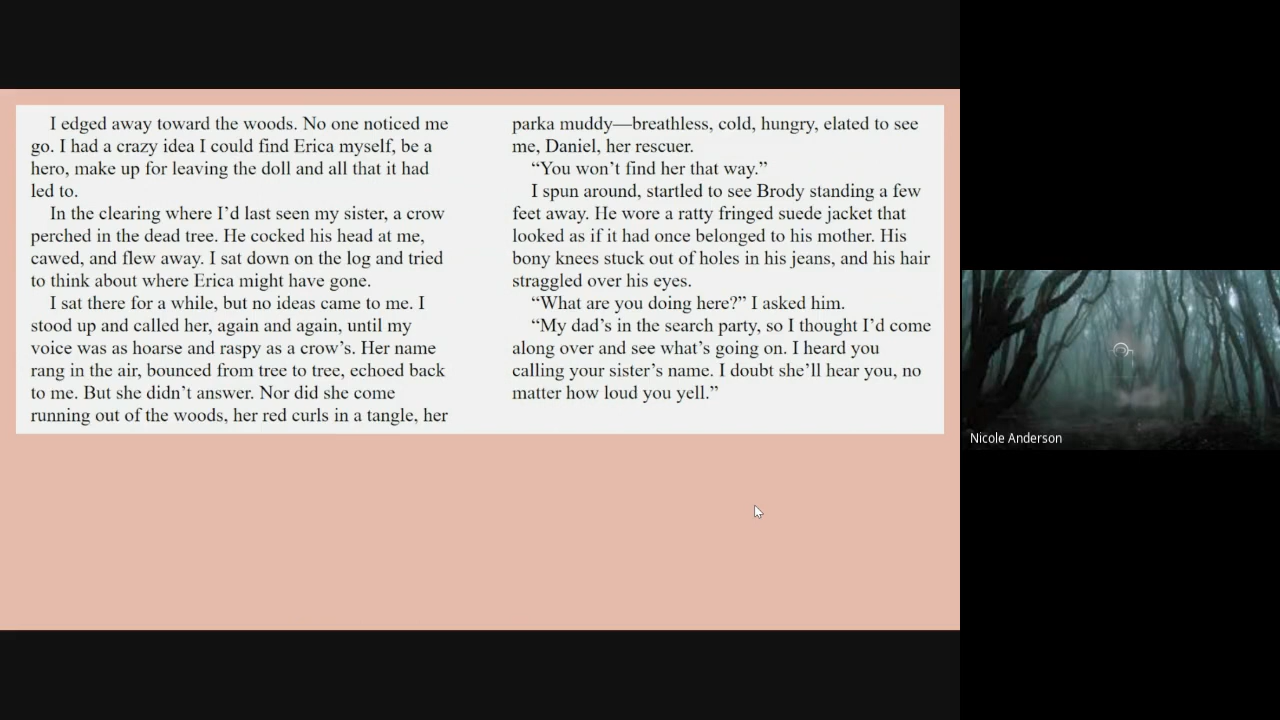 I edged away toward the woods. No one noticed me
go. I had a crazy idea I could find Erica myself, be a
hero, make up for leaving the doll and all that it had
led to.
In the clearing where I’d last seen my sister, a crow
perched in the dead tree. He cocked his head at me,
cawed, and flew away. I sat down on the log and tried
to think about where Erica might have gone.
I sat there for a while, but no ideas came to me. I
stood up and called her, again and again, until my
voice was as hoarse and raspy as a crow’s. Her name
rang in the air, bounced from tree to tree, echoed back
to me. But she didn’t answer. Nor did she come
running out of the woods, her red curls in a tangle, her
parka muddy—breathless, cold, hungry, elated to see
me, Daniel, her rescuer.
“You won’t find her that way.”
I spun around, startled to see Brody standing a few
feet away. He wore a ratty fringed suede jacket that
looked as if it had once belonged to his mother. His
bony knees stuck out of holes in his jeans, and his hair
straggled over his eyes.
“What are you doing here?” I asked him.
“My dad’s in the search party, so I thought I’d come
along over and see what’s going on. I heard you
calling your sister’s name. I doubt she’ll hear you, no
matter how loud you yell.”
Nicole Anderson